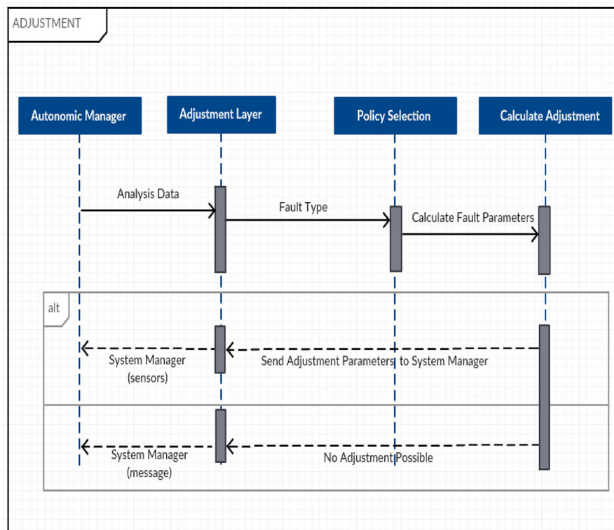 ADJUSTMENT
Autonomic Manager
Adjustment Layer
Policy Selection
Calculate Adjustment
Analysis Data
Fault Type
Calculate Fault Parameters
alt
System Manager
(sensors)
Send Adjustment Parameters to System Manager
System Manager
(message)
No Adjustment Possible